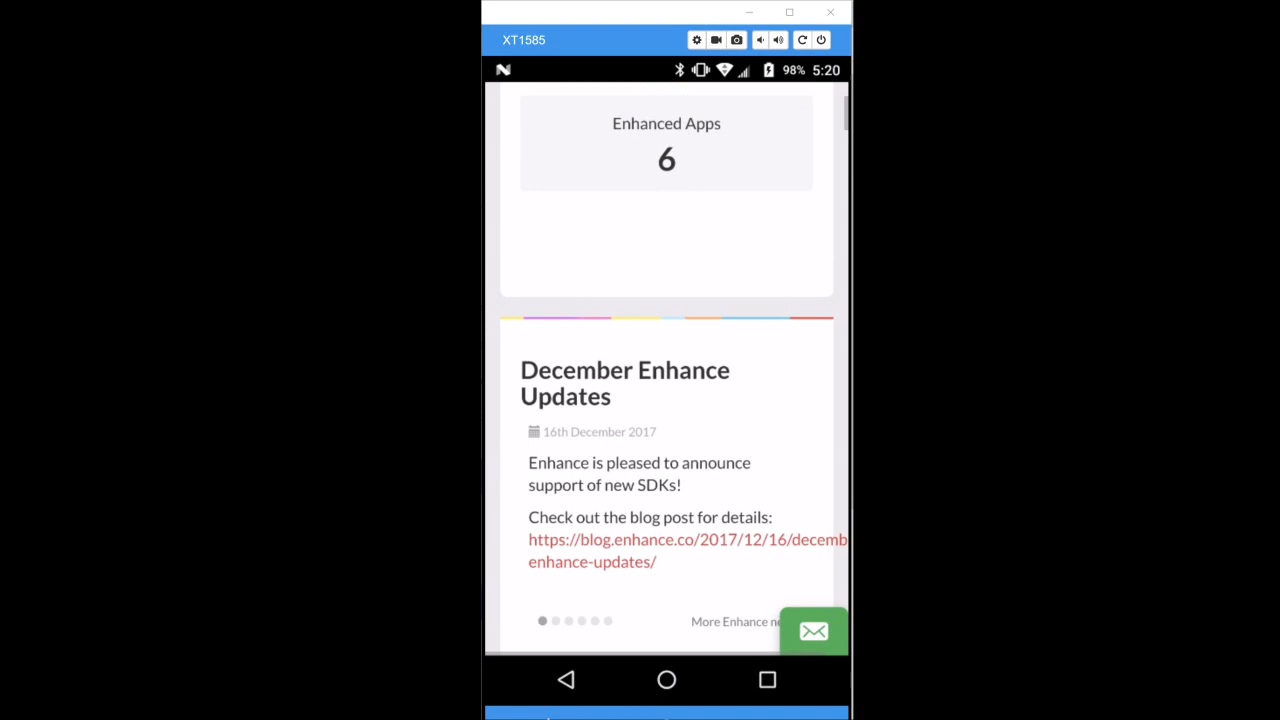 XT1585
98% 5:20
Enhanced Apps
6
December Enhance
Updates
16th December 2017
Enhance is pleased to announce
support of new SDKs!
Check out the blog post for details:
https://blog.enhance.co/2017/12/16/decemb
enhance-updates/
More Enhance ne